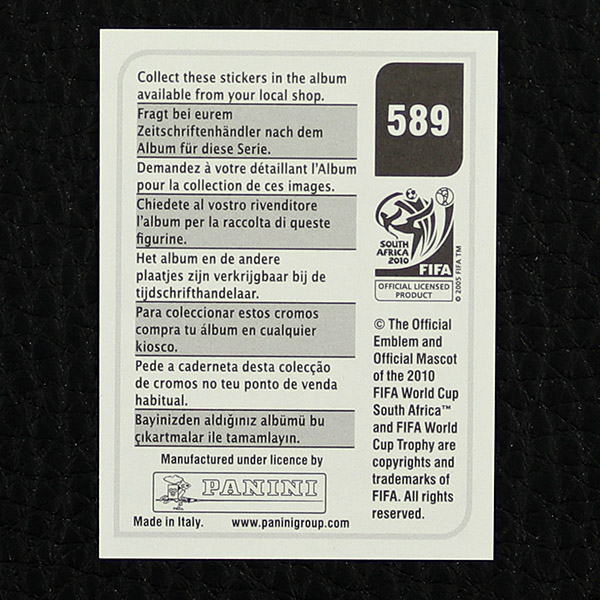 Collect these stickers in the album
available from your local shop.
Fragt bei eurem
Zeitschriftenhändler nach dem
Album für diese Serie.
Demandez à votre détaillant l'Album
pour la collection de ces images.
Chiedete al vostro rivenditore
l'album per la raccolta di queste
figurine.
Het album en de andere
plaatjes zijn verkrijgbaar bij de
tijdschrifthandelaar.
Para coleccionar estos cromos
compra tu álbum en cualquier
kiosco.
Pede a caderneta desta colecção
de cromos no teu ponto de venda
habitual.
Bayinizden aldığınız albümü bu
çıkartmalar ile tamamlayın.
Manufactured under licence by
PANINI
Made in Italy. www.paninigroup.com
589
SOUTH
AFRICA
2010
FIFA
OFFICIAL LICENSED
PRODUCT
© 2005 FIFA TM
© The Official
Emblem and
Official Mascot
of the 2010
FIFA World Cup
South Africa™
and FIFA World
Cup Trophy are
copyrights and
trademarks of
FIFA. All rights
reserved.